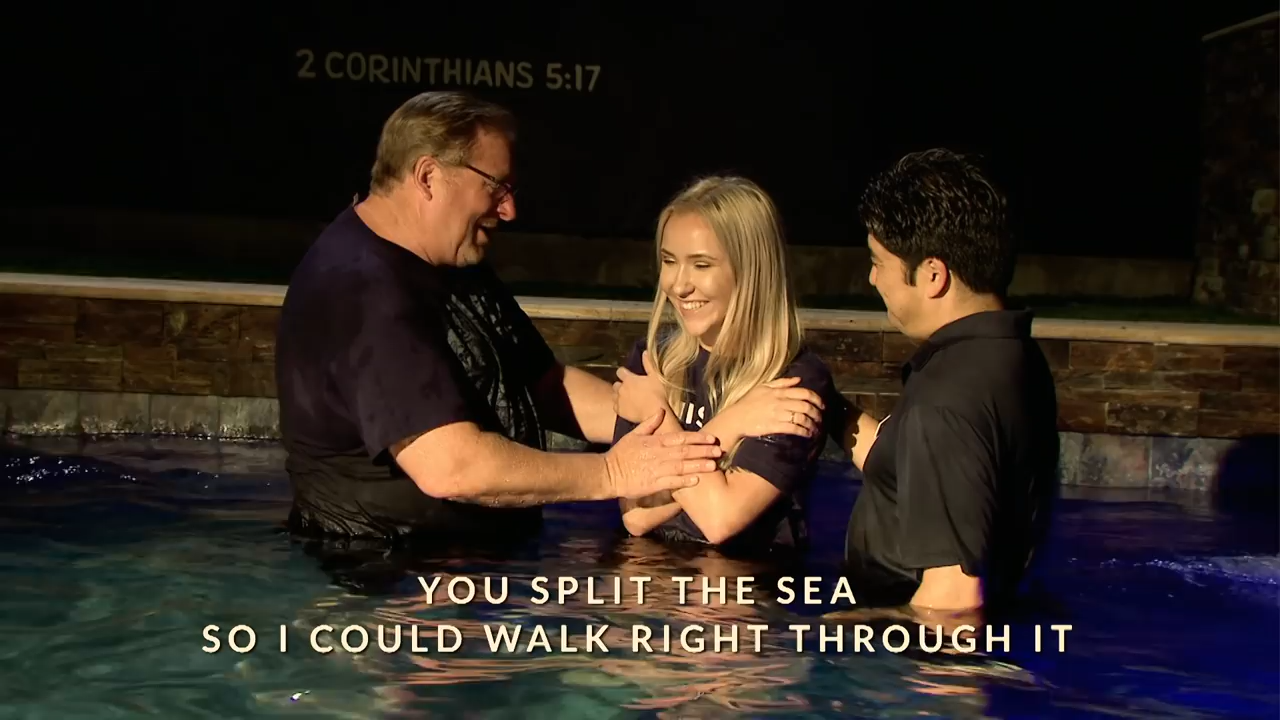 2 CORINTHIANS 5:17
YOU SPLIT THE SEA
SO I COULD WALK RIGHT THROUGH IT